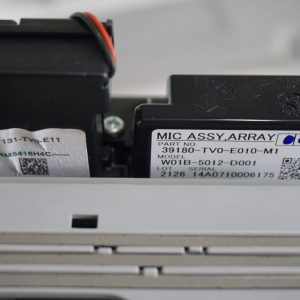 131-TV0-E11
AM5416H4C-----
MIC ASSY,ARRAY
PART NO.
39180-TV0-E010-M1
MODEL
W01B-5012-D001
LOT SERIAL
2126 14A0710006175